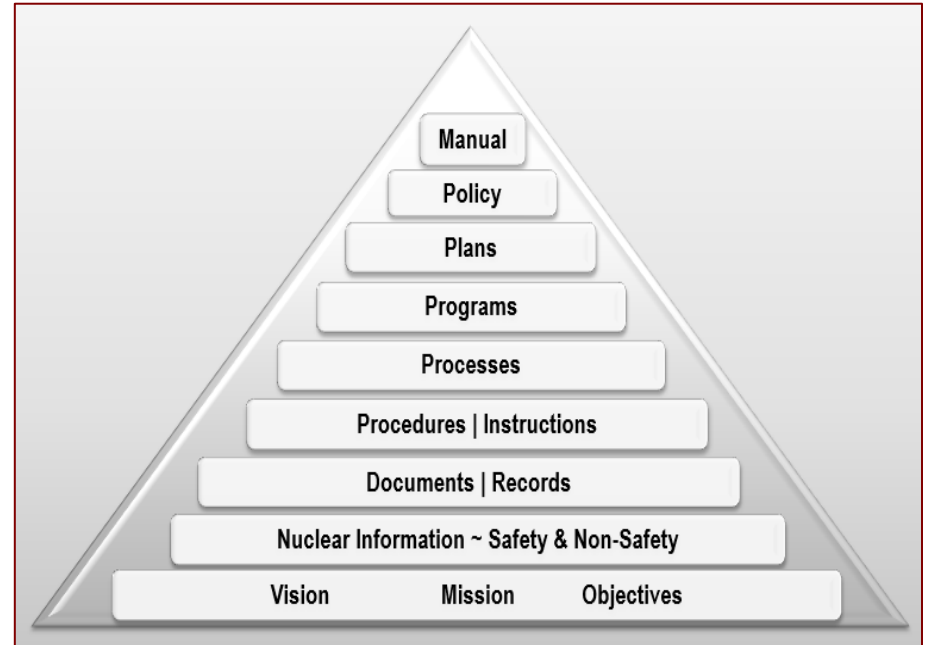 Manual
Policy
Plans
Programs
Processes
Procedures | Instructions
Documents | Records
Nuclear Information ~ Safety & Non-Safety
Vision Mission Objectives